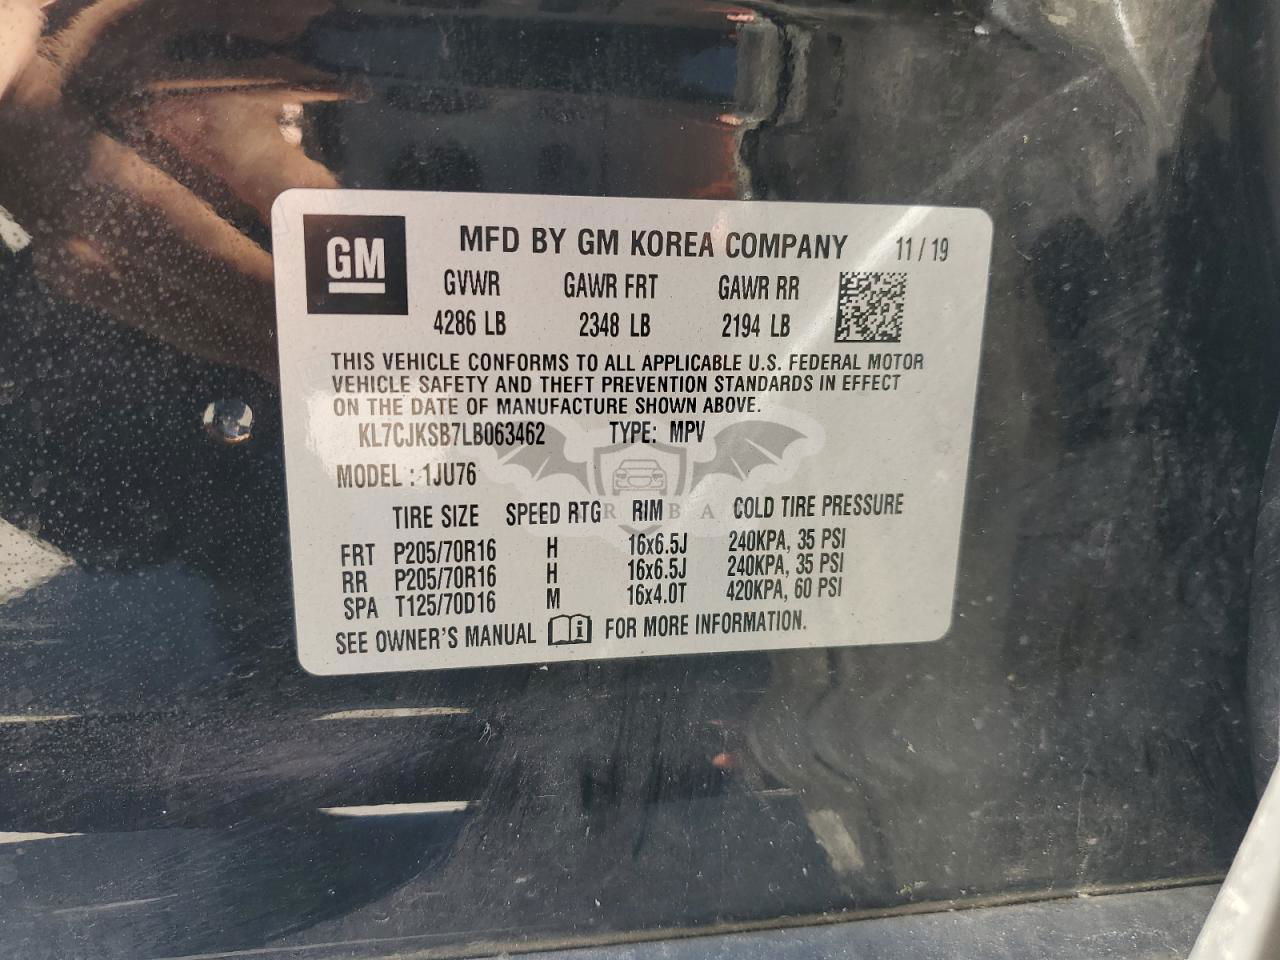 GM
MFD BY GM KOREA COMPANY 11 / 19
GVWR GAWR FRT GAWR RR
4286 LB 2348 LB 2194 LB
THIS VEHICLE CONFORMS TO ALL APPLICABLE U.S. FEDERAL MOTOR
VEHICLE SAFETY AND THEFT PREVENTION STANDARDS IN EFFECT
ON THE DATE OF MANUFACTURE SHOWN ABOVE.
KL7CJKSB7LB063462 TYPE: MPV
MODEL : 1JU76
TIRE SIZE SPEED RTG RIM COLD TIRE PRESSURE
FRT P205/70R16 H 16x6.5J 240KPA, 35 PSI
RR P205/70R16 H 16x6.5J 240KPA, 35 PSI
SPA T125/70D16 M 16x4.0T 420KPA, 60 PSI
SEE OWNER'S MANUAL FOR MORE INFORMATION.